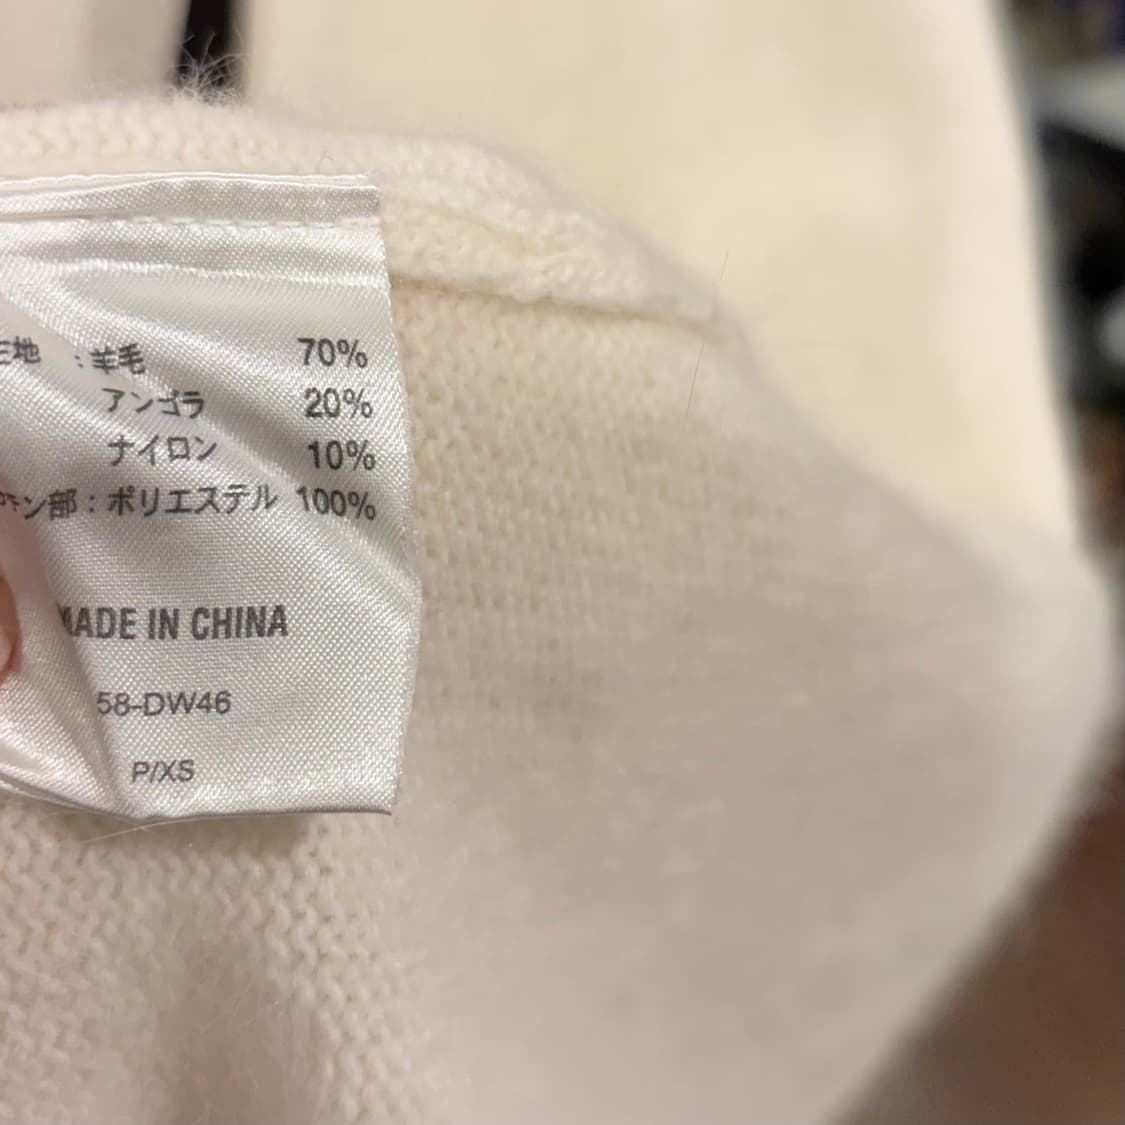 地 : 羊毛 70%
アンゴラ 20%
ナイロン 10%
ン部 : ポリエステル 100%
MADE IN CHINA
58-DW46
P/XS